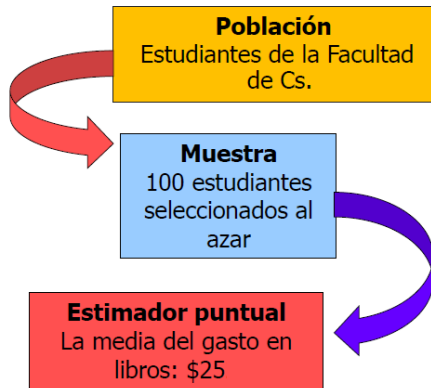 Población
Estudiantes de la Facultad
de Cs.
Muestra
100 estudiantes
seleccionados al
azar
Estimador puntual
La media del gasto en
libros: $25